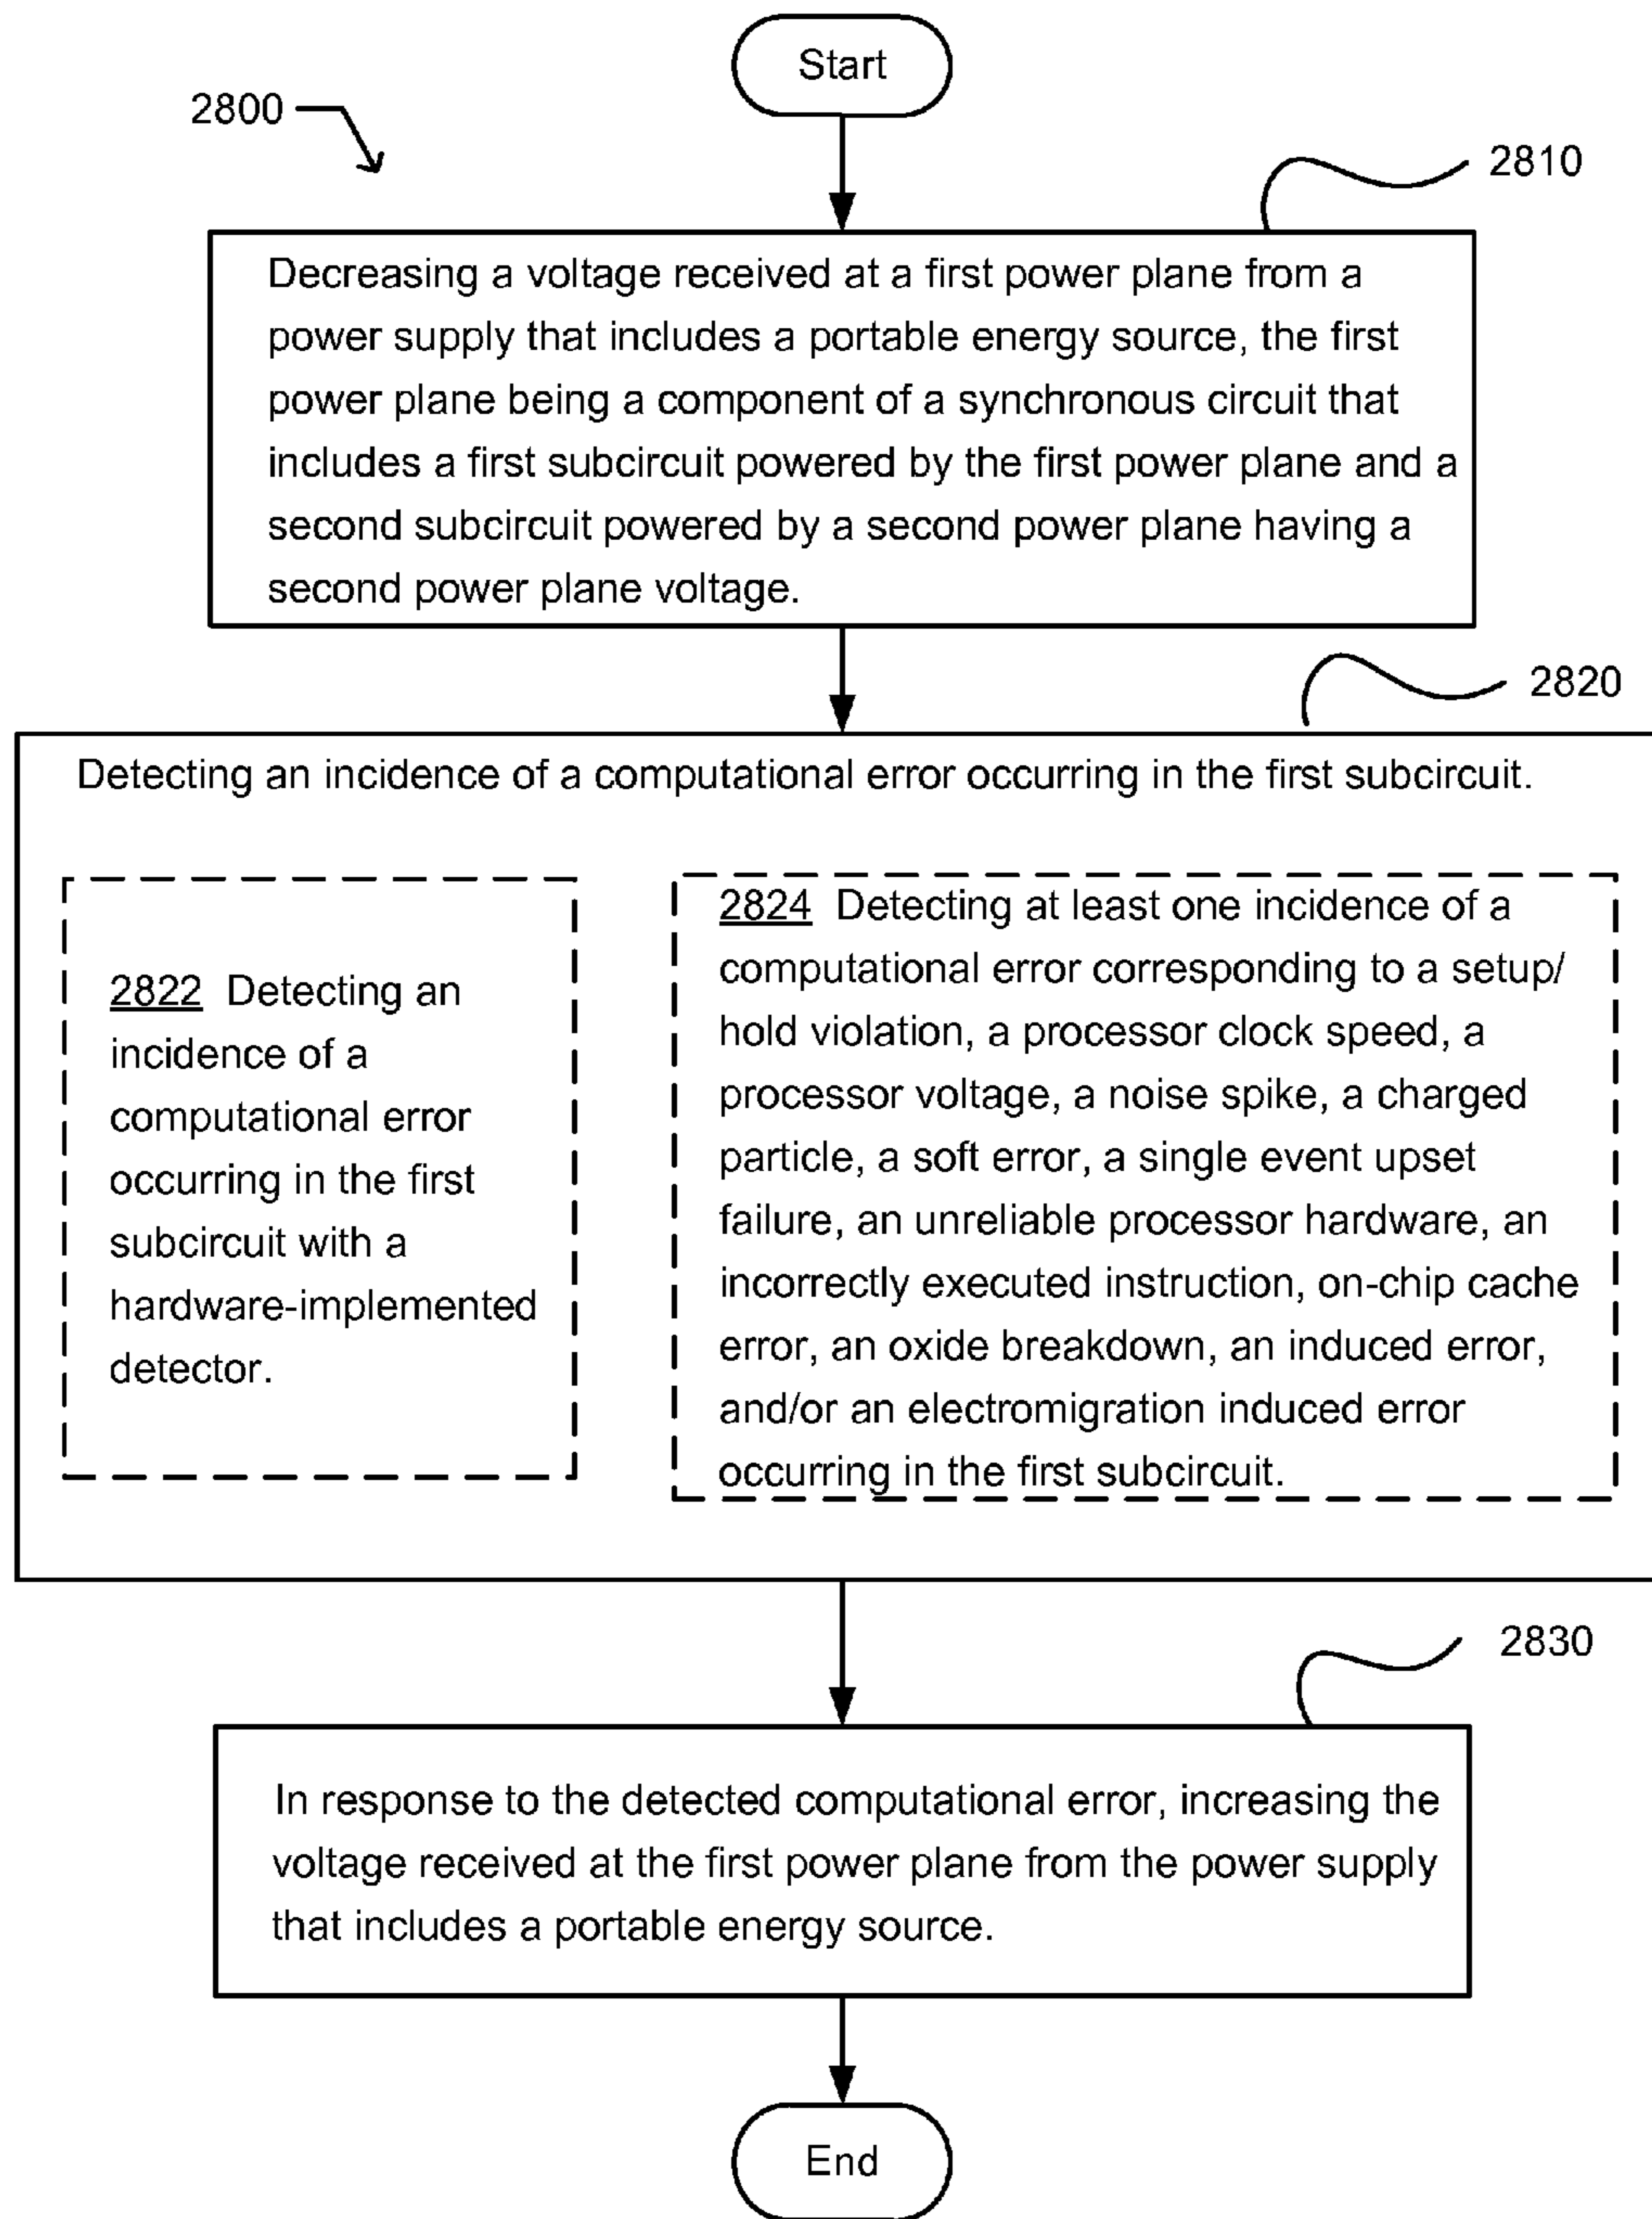 Start
2800
2810
Decreasing a voltage received at a first power plane from a
power supply that includes a portable energy source, the first
power plane being a component of a synchronous circuit that
includes a first subcircuit powered by the first power plane and a
second subcircuit powered by a second power plane having a
second power plane voltage.
2820
Detecting an incidence of a computational error occurring in the first subcircuit.
2822 Detecting an
incidence of a
computational error
occurring in the first
subcircuit with a
hardware-implemented
detector.
2824 Detecting at least one incidence of a
computational error corresponding to a setup/
hold violation, a processor clock speed, a
processor voltage, a noise spike, a charged
particle, a soft error, a single event upset
failure, an unreliable processor hardware, an
incorrectly executed instruction, on-chip cache
error, an oxide breakdown, an induced error,
and/or an electromigration induced error
occurring in the first subcircuit.
2830
In response to the detected computational error, increasing the
voltage received at the first power plane from the power supply
that includes a portable energy source.
End